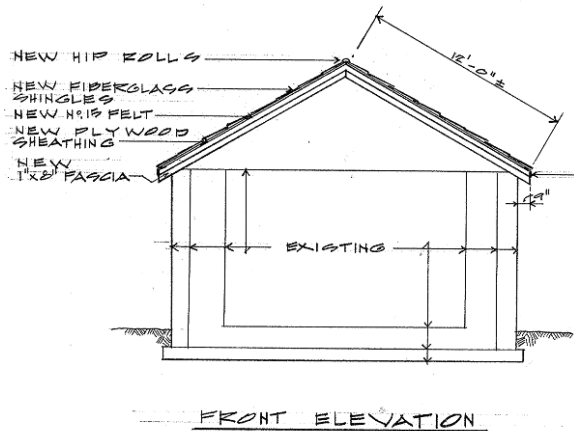 NEW HIP ROLLS
NEW FIBERGLASS
SHINGLES
NEW No. 15 FELT
NEW PLYWOOD
SHEATHING
NEW
1"x8" FASCIA
12'-0"±
9"
EXISTING
FRONT ELEVATION